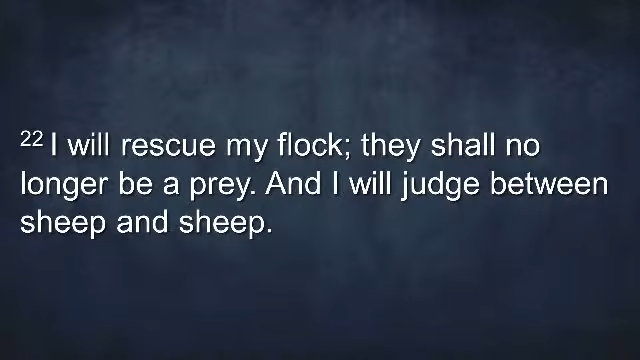 22 I will rescue my flock; they shall no
longer be a prey. And I will judge between
sheep and sheep.